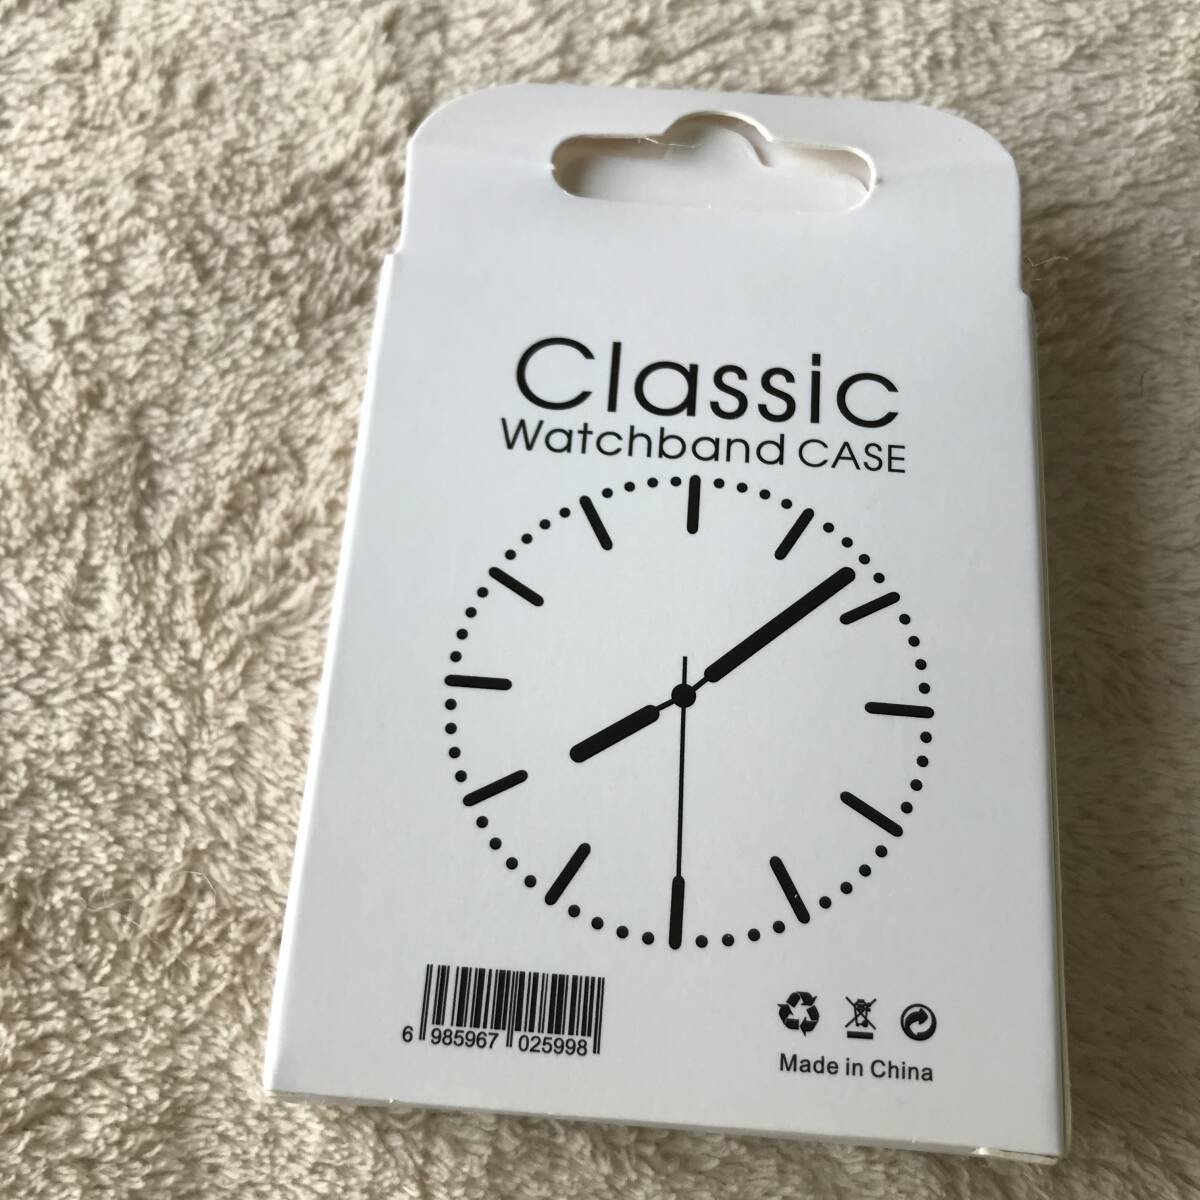 Classic
Watchband CASE
6 985967 025998
Made in China